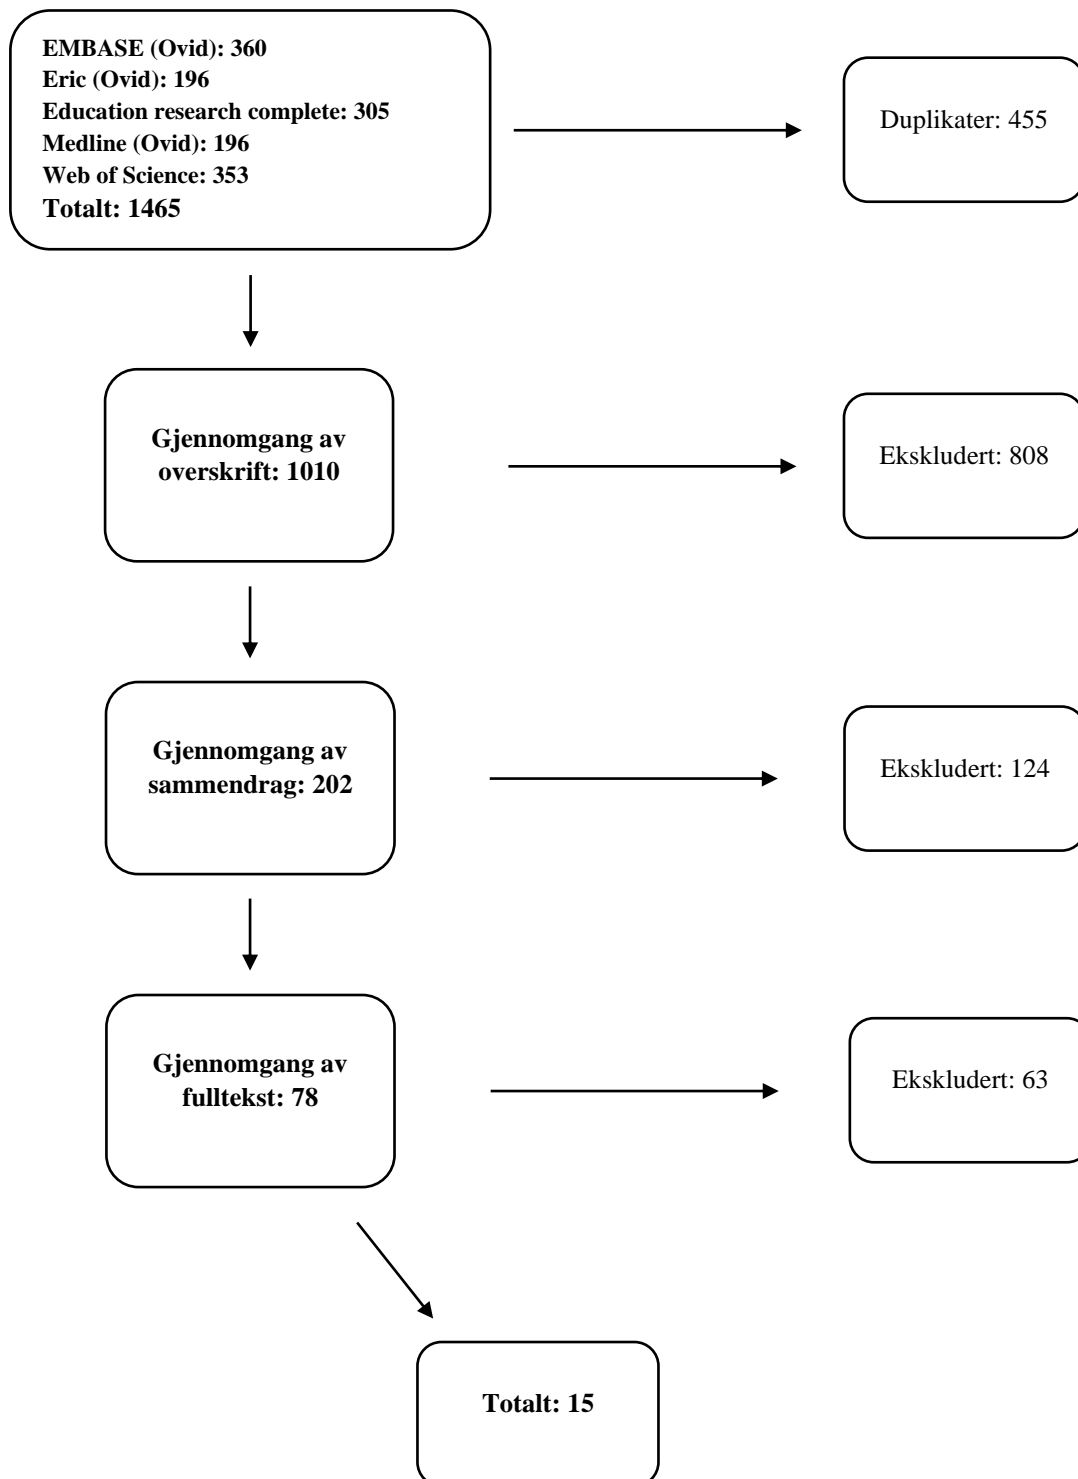 EMBASE (Ovid): 360
Eric (Ovid): 196
Education research complete: 305
Medline (Ovid): 196
Web of Science: 353
Totalt: 1465
Duplikater: 455
Gjennomgang av
overskrift: 1010
Ekskludert: 808
Gjennomgang av
sammendrag: 202
Ekskludert: 124
Gjennomgang av
fulltekst: 78
Ekskludert: 63
Totalt: 15